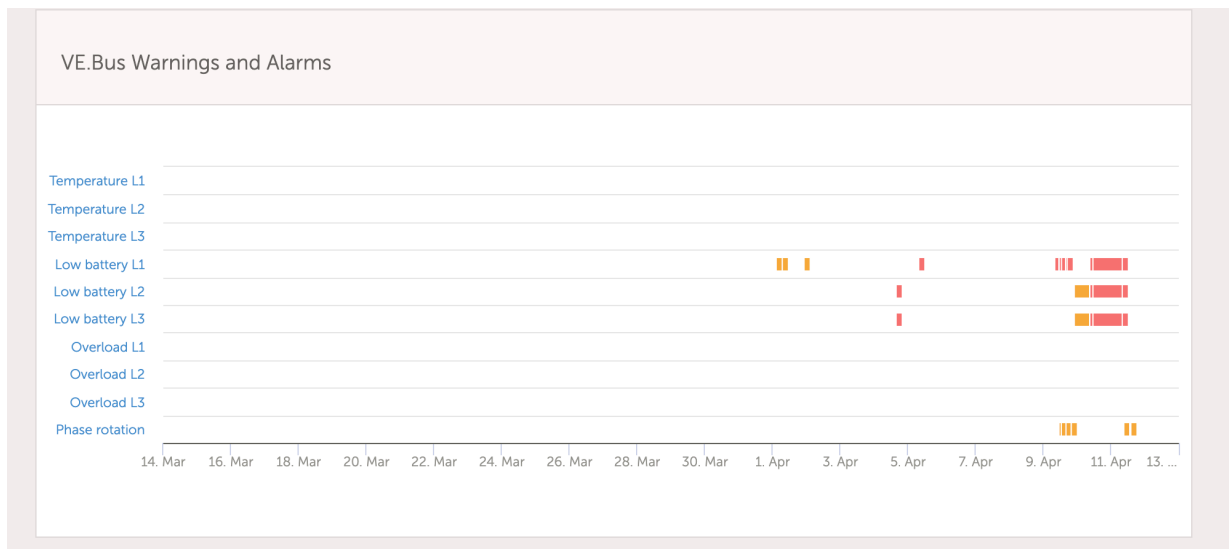 VE.Bus Warnings and Alarms
Temperature L1
Temperature L2
Temperature L3
Low battery L1
Low battery L2
Low battery L3
Overload L1
Overload L2
Overload L3
Phase rotation
14. Mar 16. Mar 18. Mar 20. Mar 22. Mar 24. Mar 26. Mar 28. Mar 30. Mar 1. Apr 3. Apr 5. Apr 7. Apr 9. Apr 11. Apr 13. ...